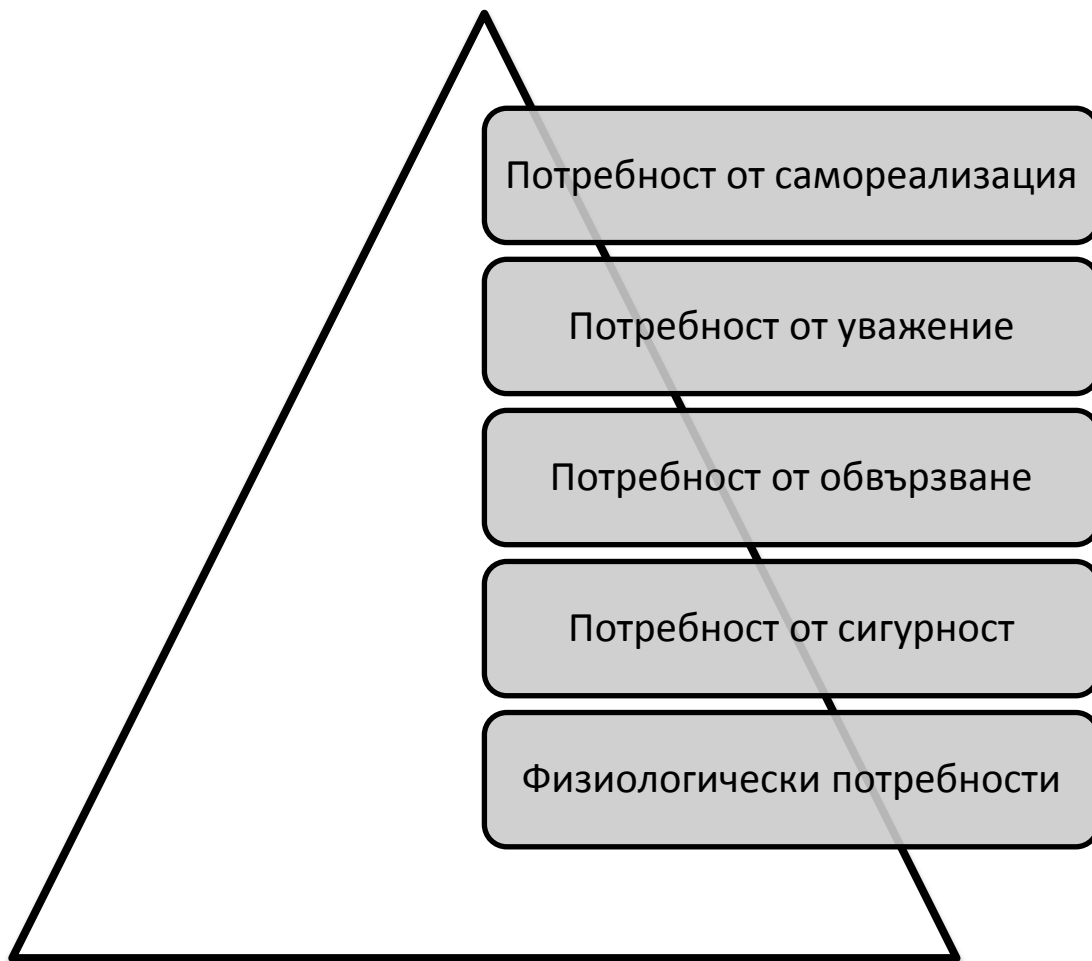 Потребност от самореализация
Потребност от уважение
Потребност от обвързване
Потребност от сигурност
Физиологически потребности